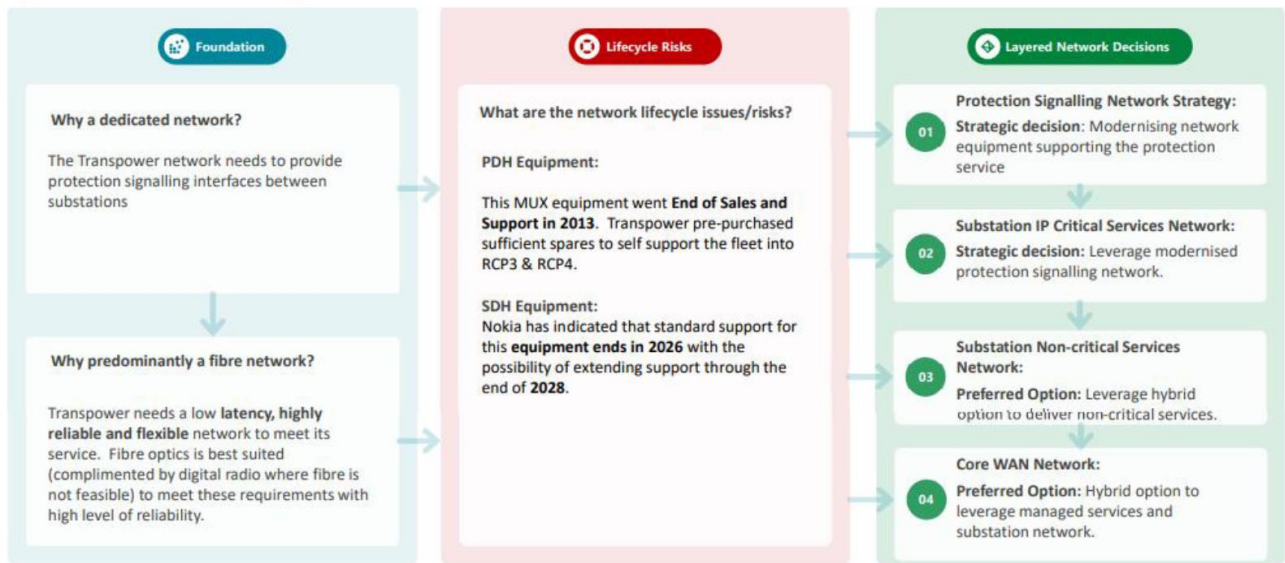 Foundation
Why a dedicated network?
The Transpower network needs to provide
protection signalling interfaces between
substations
Why predominantly a fibre network?
Transpower needs a low latency, highly
reliable and flexible network to meet its
service. Fibre optics is best suited
(complimented by digital radio where fibre is
not feasible) to meet these requirements with
high level of reliability.
Lifecycle Risks
What are the network lifecycle issues/risks?
PDH Equipment:
This MUX equipment went End of Sales and
Support in 2013. Transpower pre-purchased
sufficient spares to self support the fleet into
RCP3 & RCP4.
SDH Equipment:
Nokia has indicated that standard support for
this equipment ends in 2026 with the
possibility of extending support through the
end of 2028.
Layered Network Decisions
01
Protection Signalling Network Strategy:
Strategic decision: Modernising network
equipment supporting the protection
service
02
Substation IP Critical Services Network:
Strategic decision: Leverage modernised
protection signalling network.
03
Substation Non-critical Services
Network:
Preferred Option: Leverage hybrid
option to deliver non-critical services.
04
Core WAN Network:
Preferred Option: Hybrid option to
leverage managed services and
substation network.